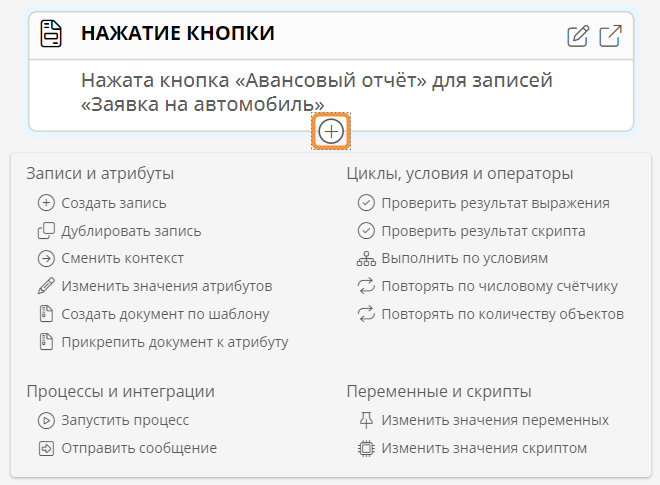 НАЖАТИЕ КНОПКИ
Нажата кнопка «Авансовый отчёт» для записей
«Заявка на автомобиль»
Записи и атрибуты
Создать запись
Дублировать запись
Сменить контекст
Изменить значения атрибутов
Создать документ по шаблону
Прикрепить документ к атрибуту
Циклы, условия и операторы
Проверить результат выражения
Проверить результат скрипта
Выполнить по условиям
Повторять по числовому счётчику
Повторять по количеству объектов
Процессы и интеграции
Запустить процесс
Отправить сообщение
Переменные и скрипты
Изменить значения переменных
Изменить значения скриптом